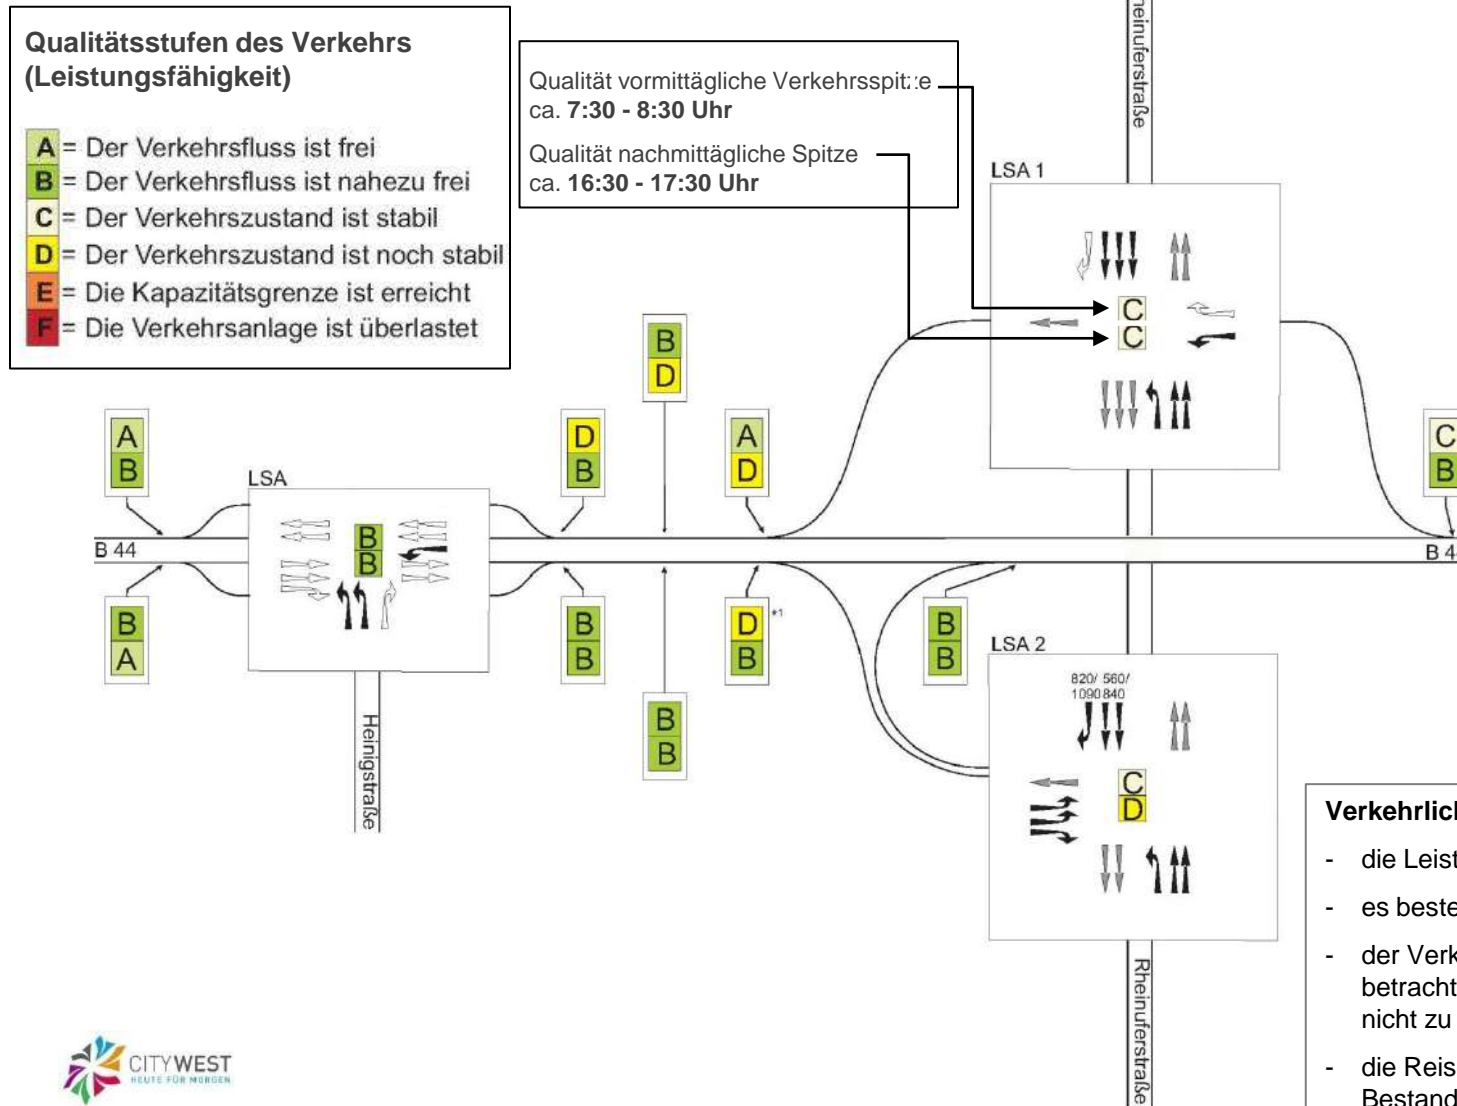 Qualitätsstufen des Verkehrs
(Leistungsfähigkeit)
A = Der Verkehrsfluss ist frei
B = Der Verkehrsfluss ist nahezu frei
C = Der Verkehrszustand ist stabil
D = Der Verkehrszustand ist noch stabil
E = Die Kapazitätsgrenze ist erreicht
F = Die Verkehrsanlage ist überlastet
Qualität vormittägliche Verkehrsspitze
ca. 7:30 - 8:30 Uhr
Qualität nachmittägliche Spitze
ca. 16:30 - 17:30 Uhr
heinuferstraße
LSA 1
C
C
B
D
A
B
D
B
A
D
C
B
LSA
B
B
B 44
B 4
B
A
B
B
D *1
B
B
B
B
B
LSA 2
820/ 560/
1090 840
C
D
Heinigstraße
Rheinuferstraße
Verkehrlic
- die Leist
- es beste
- der Verk
betracht
nicht zu
- die Reis
Bestand
CITYWEST
HEUTE FÜR MORGEN